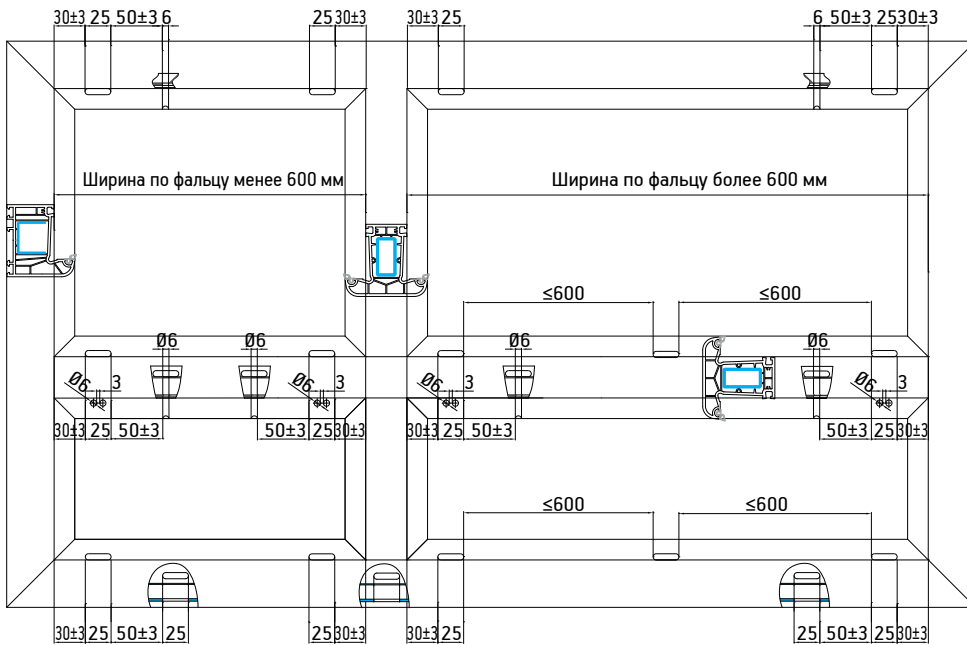 30±3 25 50±3 6 25 30±3 30±3 25 6 50±3 25 30±3
Ширина по фальцу менее 600 мм Ширина по фальцу более 600 мм
≤600 ≤600
Ø6 Ø6 Ø6 Ø6
Ø6 3 Ø6 3 Ø6 3 Ø6 3
30±3 25 50±3 50±3 25 30±3 30±3 25 50±3 50±3 25 30±3
≤600 ≤600
30±3 25 50±3 25 25 30±3 30±3 25 25 50±3 25 30±3